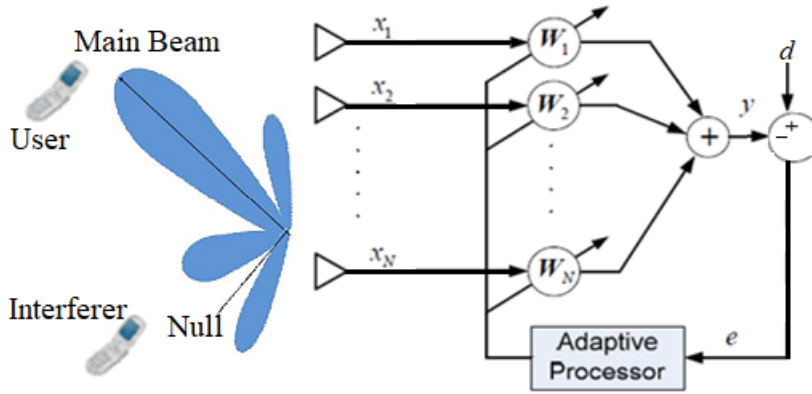 Main Beam
User
Interferer
Null
x1
W1
d
x2
W2
y
+
+
−
xN
WN
Adaptive
Processor
e